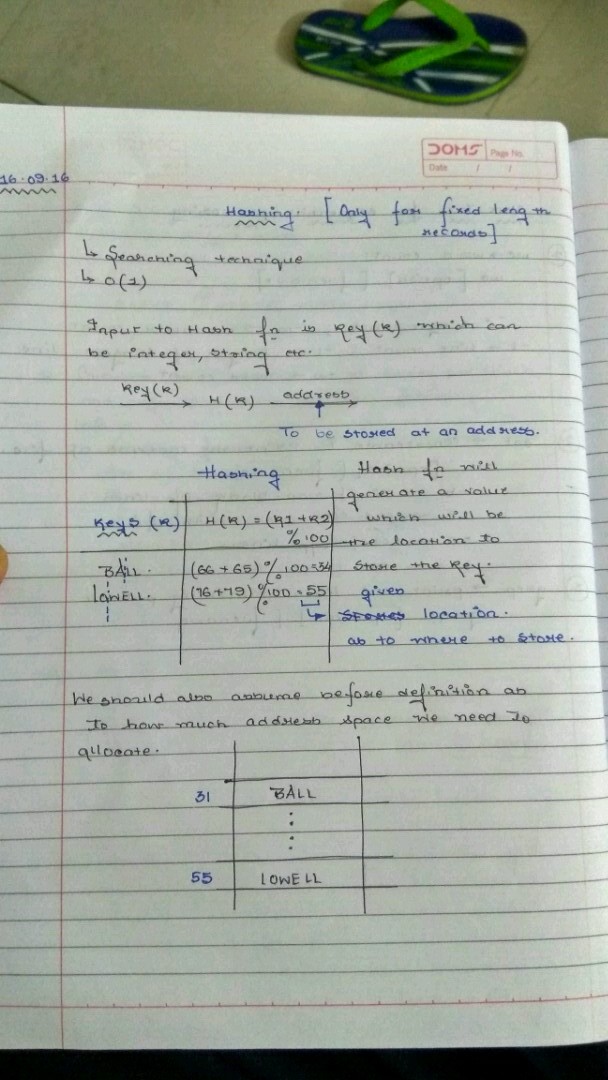 DOMS Page No.
Date / /
16.09.16
Hashing. [Only for fixed length
records]
↳ Searching technique
↳ O(1)
Input to Hash fn is key(k) which can
be integer, string etc.
Key(k) → H(k) address →
To be stored at an address.
Hashing
Keys (k)
H(k) = (k1+k2)
% 100
BALL.
(66+65) % 100=34
LOWELL.
(76+79) % 100 = 55
Hash fn will
generate a value
which will be
the location to
store the key.
↳ given
location.
as to where to store.
We should also assume before definition as
to how much address space we need to
allocate.
31 BALL
:
:
55 LOWELL